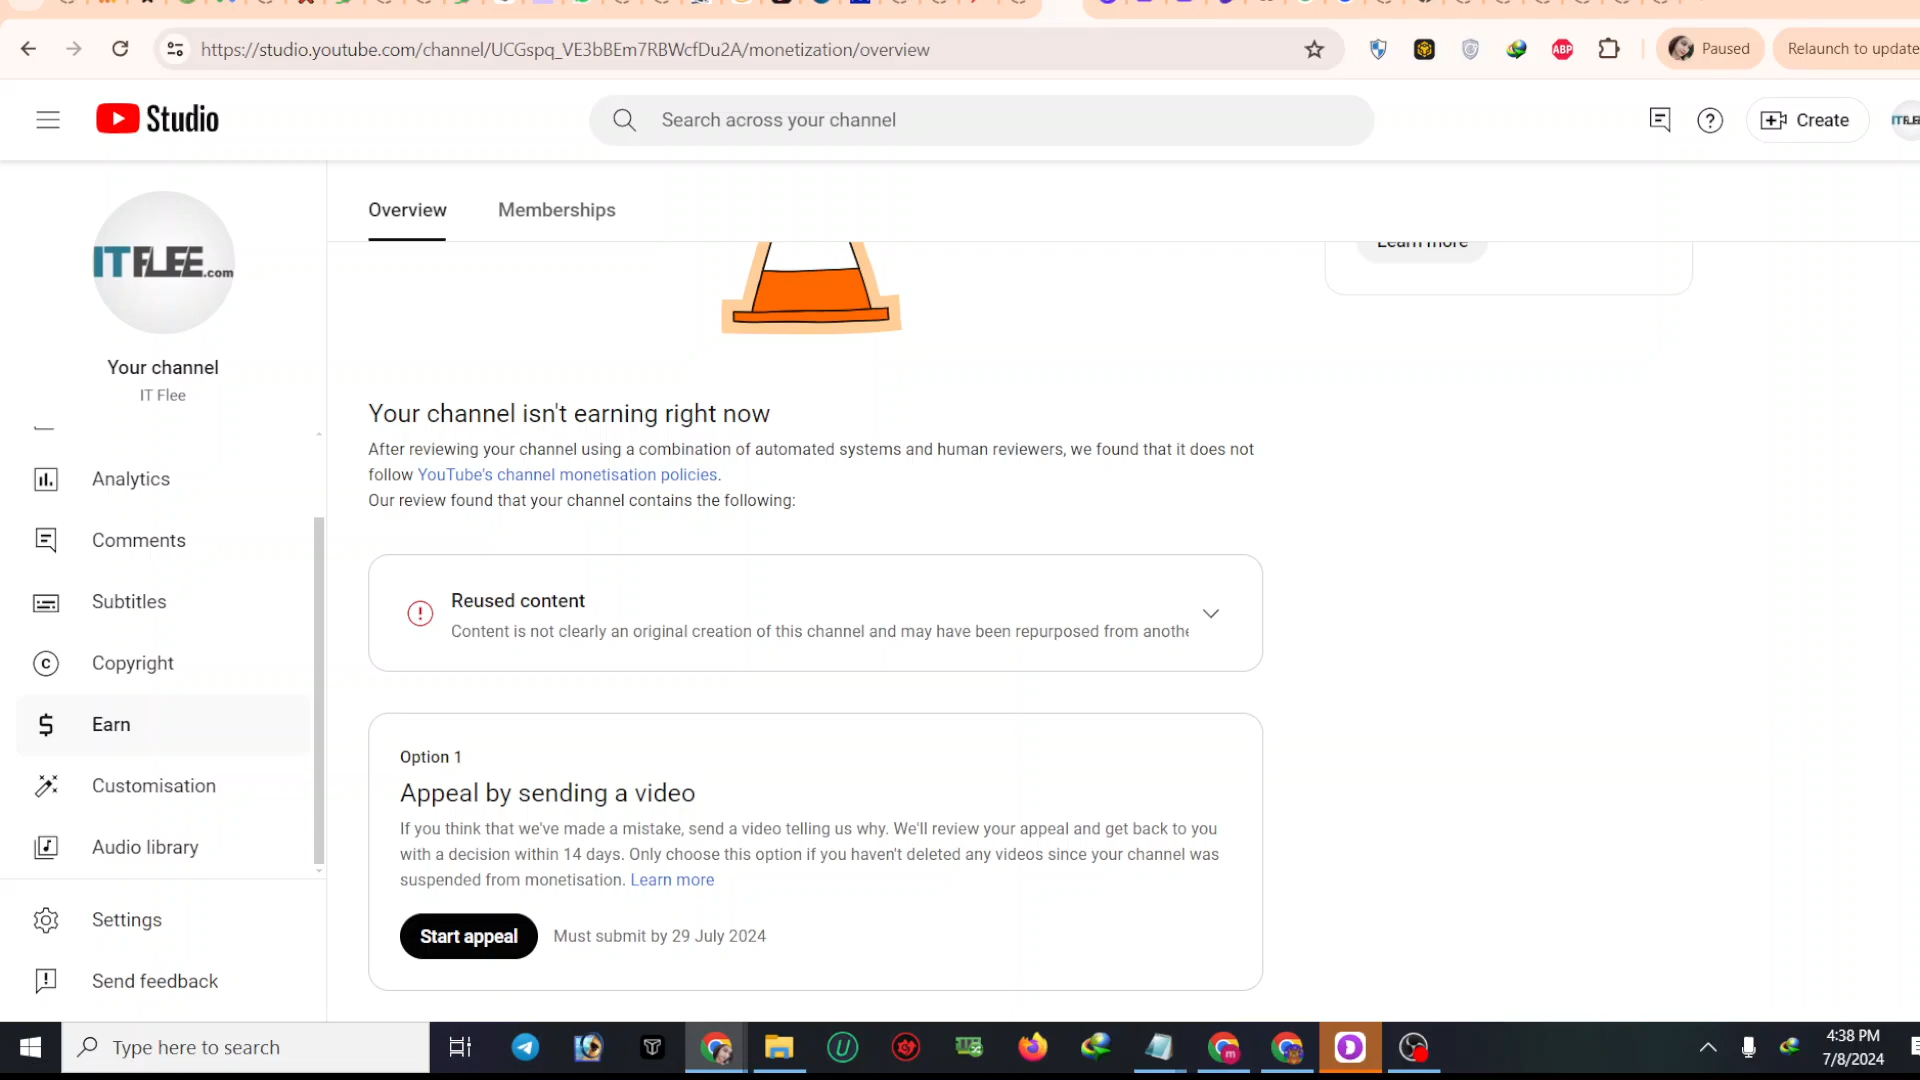 https://studio.youtube.com/channel/UCGspq_VE3bBEm7RBWcfDu2A/monetization/overview
ABP
Paused
Relaunch to update
Studio
Search across your channel
Create
ITFLEE
Overview
Memberships
Learn more
ITFLEE.com
Your channel
IT Flee
Analytics
Comments
Subtitles
Copyright
Earn
Customisation
Audio library
Settings
Send feedback
Your channel isn't earning right now
After reviewing your channel using a combination of automated systems and human reviewers, we found that it does not
follow YouTube's channel monetisation policies.
Our review found that your channel contains the following:
Reused content
Content is not clearly an original creation of this channel and may have been repurposed from anothe
Option 1
Appeal by sending a video
If you think that we've made a mistake, send a video telling us why. We'll review your appeal and get back to you
with a decision within 14 days. Only choose this option if you haven't deleted any videos since your channel was
suspended from monetisation. Learn more
Start appeal
Must submit by 29 July 2024
Type here to search
4:38 PM
7/8/2024